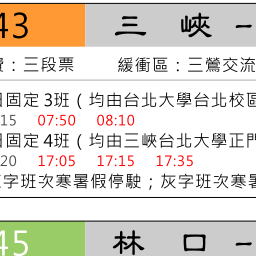 43 三 峽 -
費：三段票 緩衝區：三鶯交流
日固定 3班 ( 均由台北大學台北校區
15 07:50 08:10
日固定 4班 ( 均由三峽台北大學正門
20 17:05 17:15 17:35
灰字班次寒暑假停駛；灰字班次寒暑
45 林 口 -